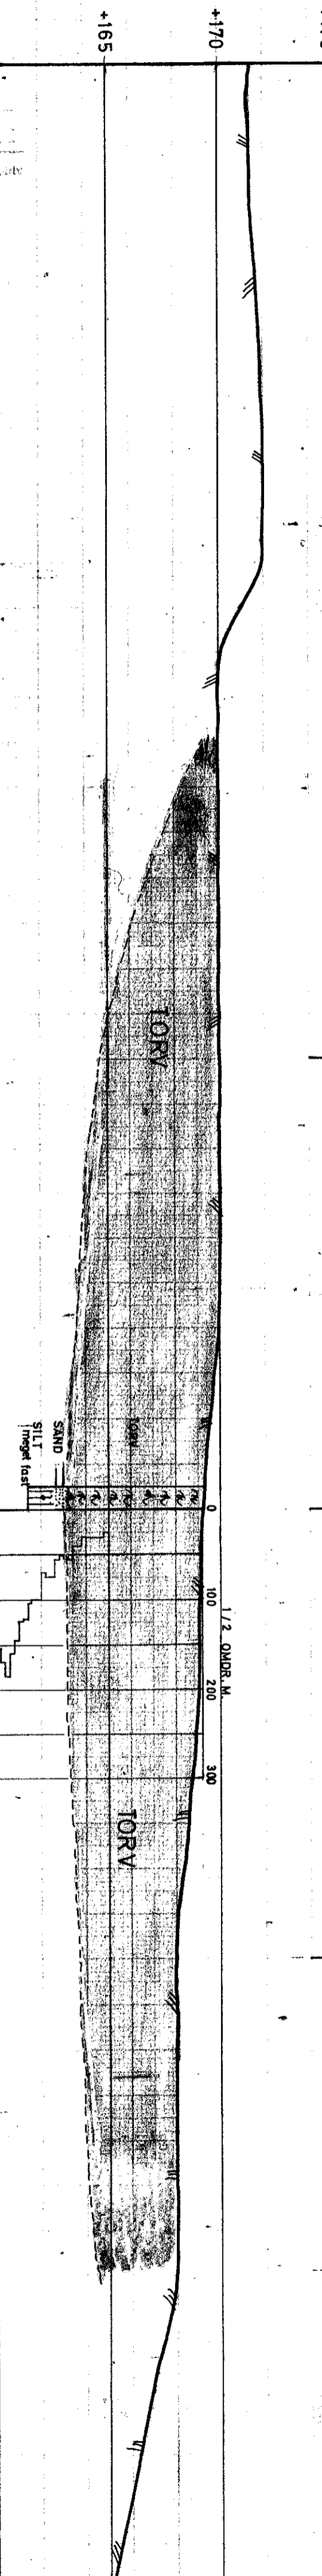 +170
+165
TORV
TORV
SAND
SILT
meget fast
0 100 200 300
1/2 OMDR. M
TORV